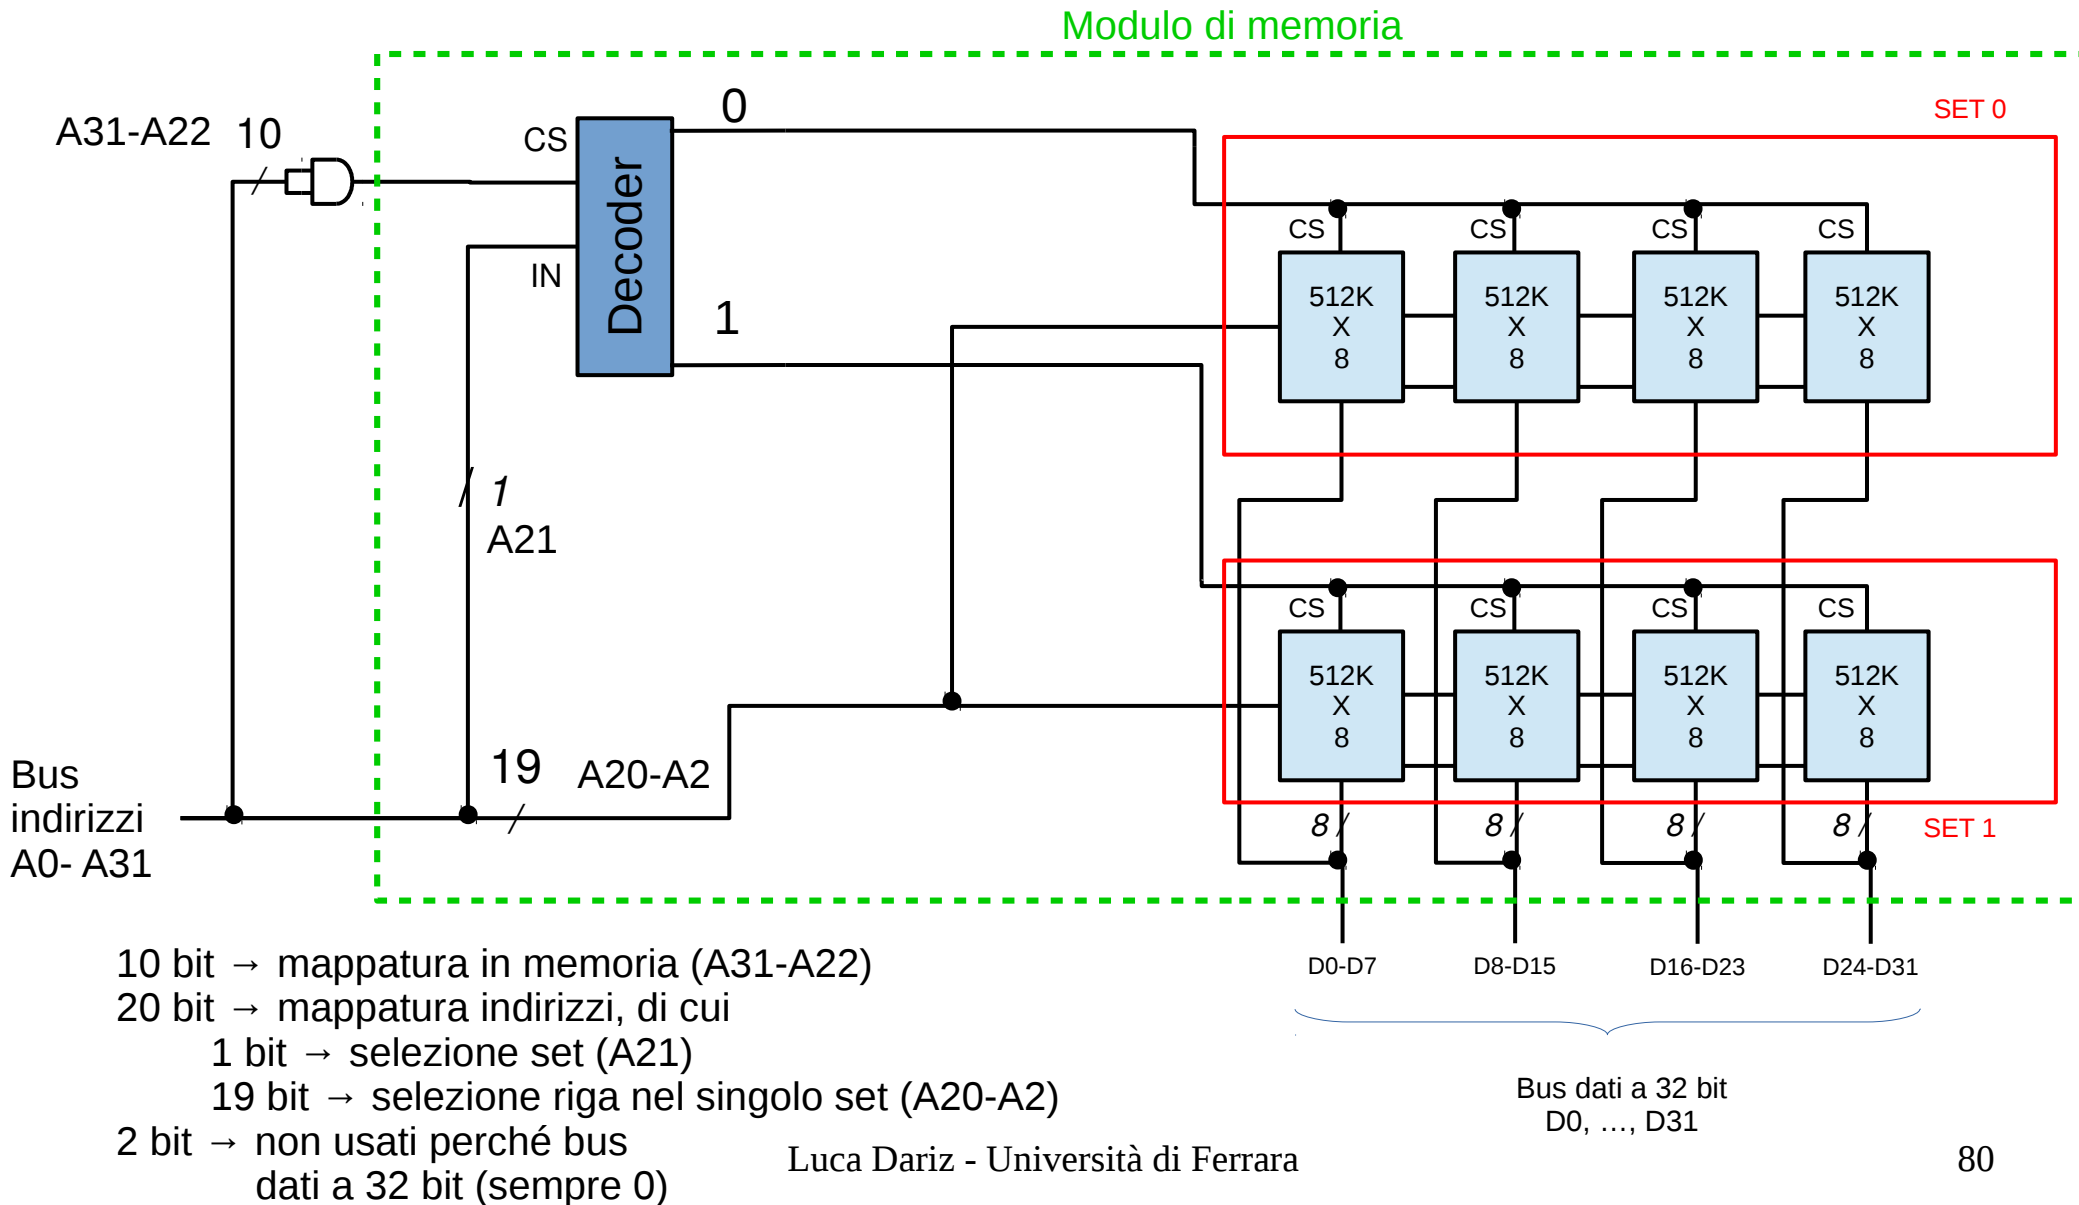 Modulo di memoria
A31-A22 10
CS
IN
Decoder
0
1
1
A21
19 A20-A2
Bus
indirizzi
A0- A31
SET 0
CS CS CS CS
512K 512K 512K 512K
X X X X
8 8 8 8
CS CS CS CS
512K 512K 512K 512K
X X X X
8 8 8 8
8 8 8 8
SET 1
D0-D7 D8-D15 D16-D23 D24-D31
Bus dati a 32 bit
D0, …, D31
10 bit → mappatura in memoria (A31-A22)
20 bit → mappatura indirizzi, di cui
1 bit → selezione set (A21)
19 bit → selezione riga nel singolo set (A20-A2)
2 bit → non usati perché bus
dati a 32 bit (sempre 0)
Luca Dariz - Università di Ferrara
80